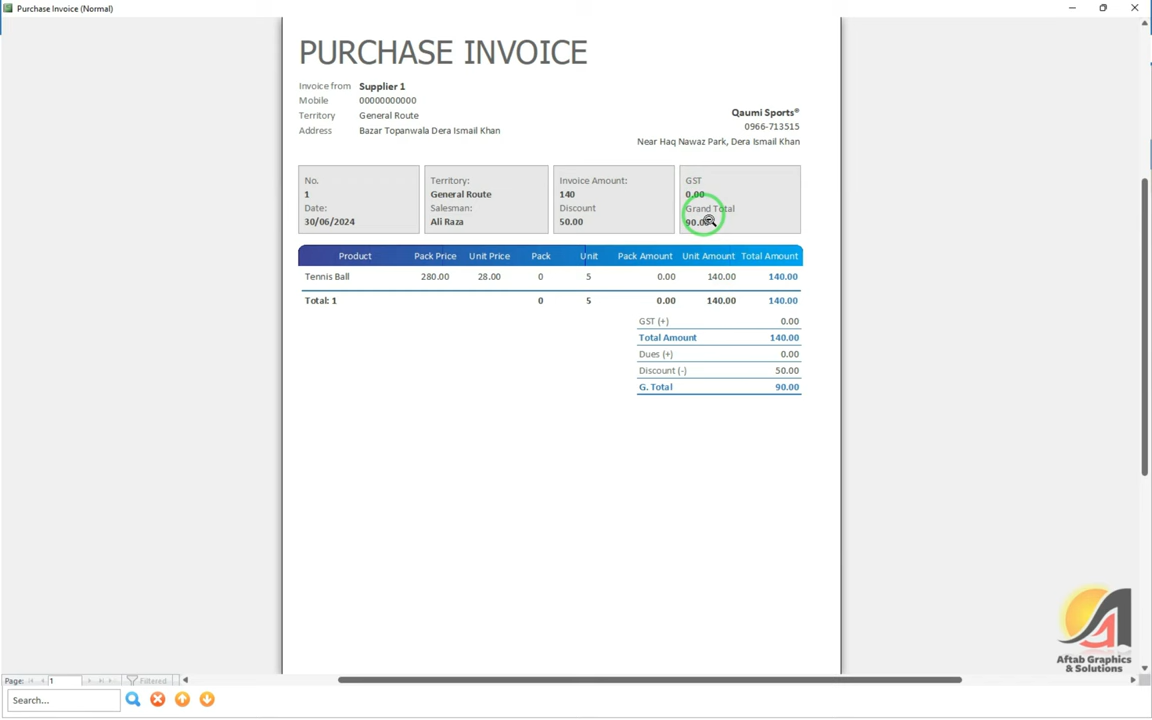 Purchase Invoice (Normal)
PURCHASE INVOICE
Invoice from Supplier 1
Mobile 00000000000
Territory General Route
Address Bazar Topanwala Dera Ismail Khan
Qaumi Sports®
0966-713515
Near Haq Nawaz Park, Dera Ismail Khan
No.
1
Date:
30/06/2024
Territory:
General Route
Salesman:
Ali Raza
Invoice Amount:
140
Discount
50.00
GST
0.00
Grand Total
90.00
Product Pack Price Unit Price Pack Unit Pack Amount Unit Amount Total Amount
Tennis Ball 280.00 28.00 0 5 0.00 140.00 140.00
Total: 1 0 5 0.00 140.00 140.00
GST (+) 0.00
Total Amount 140.00
Dues (+) 0.00
Discount (-) 50.00
G. Total 90.00
Aftab Graphics
& Solutions
Page: 1 Filtered
Search...